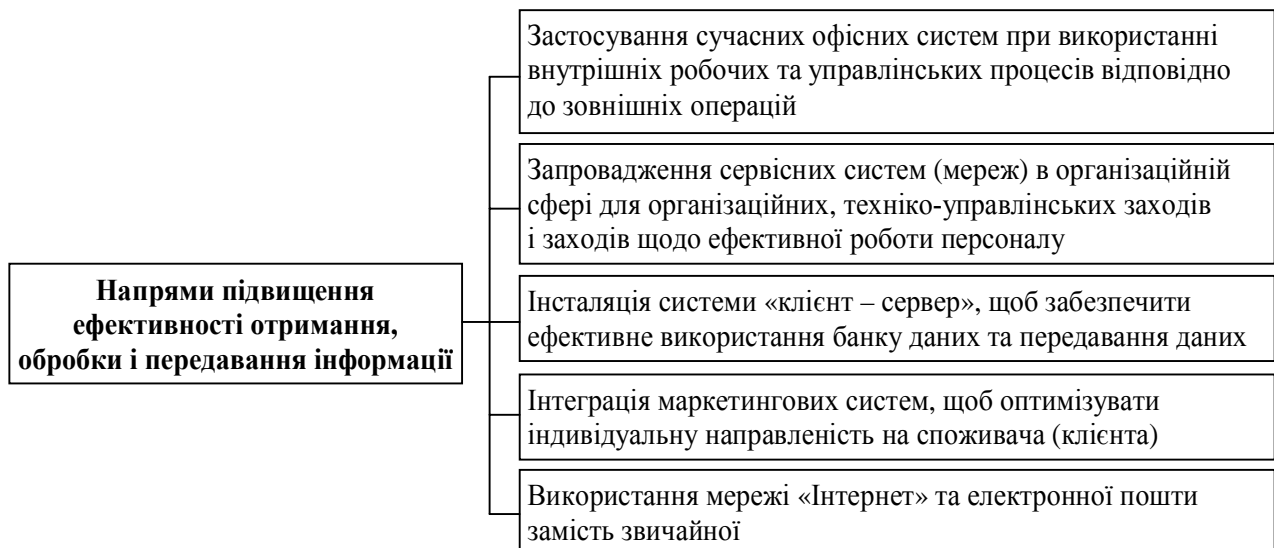 Застосування сучасних офісних систем при використанні
внутрішніх робочих та управлінських процесів відповідно
до зовнішніх операцій
Запровадження сервісних систем (мереж) в організаційній
сфері для організаційних, техніко-управлінських заходів
і заходів щодо ефективної роботи персоналу
Напрями підвищення
ефективності отримання,
обробки і передавання інформації
Інсталяція системи «клієнт – сервер», щоб забезпечити
ефективне використання банку даних та передавання даних
Інтеграція маркетингових систем, щоб оптимізувати
індивідуальну направленість на споживача (клієнта)
Використання мережі «Інтернет» та електронної пошти
замість звичайної